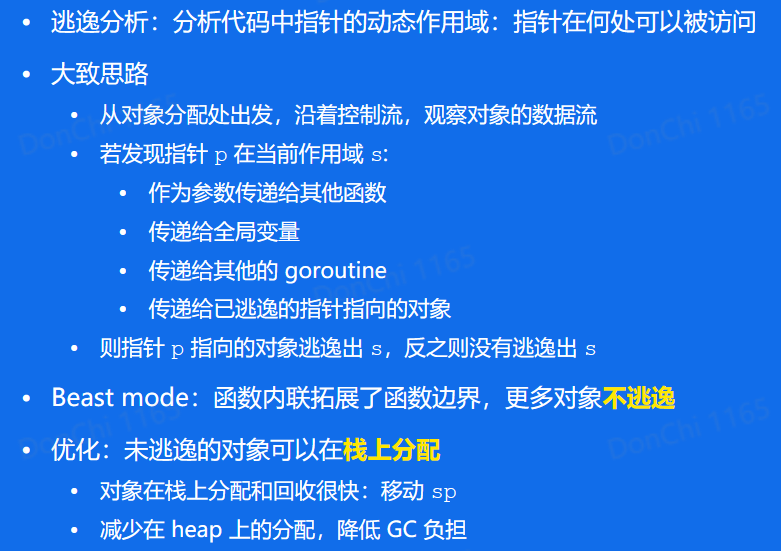 • 逃逸分析：分析代码中指针的动态作用域：指针在何处可以被访问
• 大致思路
• 从对象分配处出发，沿着控制流，观察对象的数据流
• 若发现指针 p 在当前作用域 s:
• 作为参数传递给其他函数
• 传递给全局变量
• 传递给其他的 goroutine
• 传递给已逃逸的指针指向的对象
• 则指针 p 指向的对象逃逸出 s，反之则没有逃逸出 s
• Beast mode：函数内联拓展了函数边界，更多对象不逃逸
• 优化：未逃逸的对象可以在栈上分配
• 对象在栈上分配和回收很快：移动 sp
• 减少在 heap 上的分配，降低 GC 负担
DonChi 1165
DonChi 1165
DonChi 1165
DonChi 1165
DonChi 1165